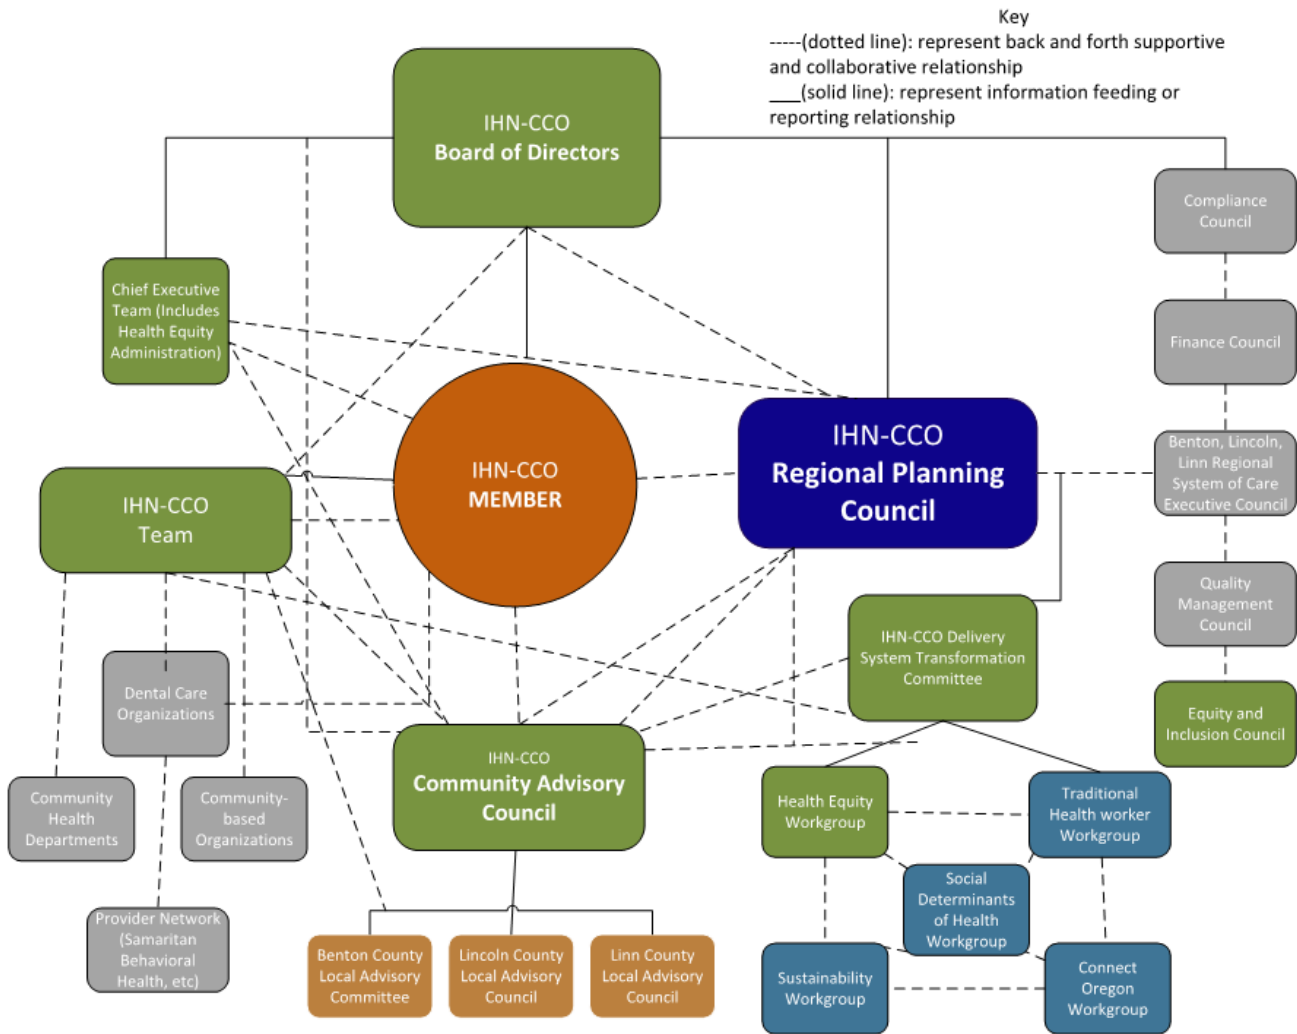 Key
-----(dotted line): represent back and forth supportive
and collaborative relationship
___(solid line): represent information feeding or
reporting relationship
IHN-CCO
Board of Directors
Compliance
Council
Chief Executive
Team (Includes
Health Equity
Administration)
Finance Council
IHN-CCO
MEMBER
IHN-CCO
Regional Planning
Council
Benton, Lincoln,
Linn Regional
System of Care
Executive Council
IHN-CCO
Team
Quality
Management
Council
IHN-CCO Delivery
System Transformation
Committee
Dental Care
Organizations
Equity and
Inclusion Council
IHN-CCO
Community Advisory
Council
Community
Health
Departments
Community-
based
Organizations
Health Equity
Workgroup
Traditional
Health worker
Workgroup
Social
Determinants
of Health
Workgroup
Provider Network
(Samaritan
Behavioral
Health, etc)
Benton County
Local Advisory
Committee
Lincoln County
Local Advisory
Council
Linn County
Local Advisory
Council
Sustainability
Workgroup
Connect
Oregon
Workgroup